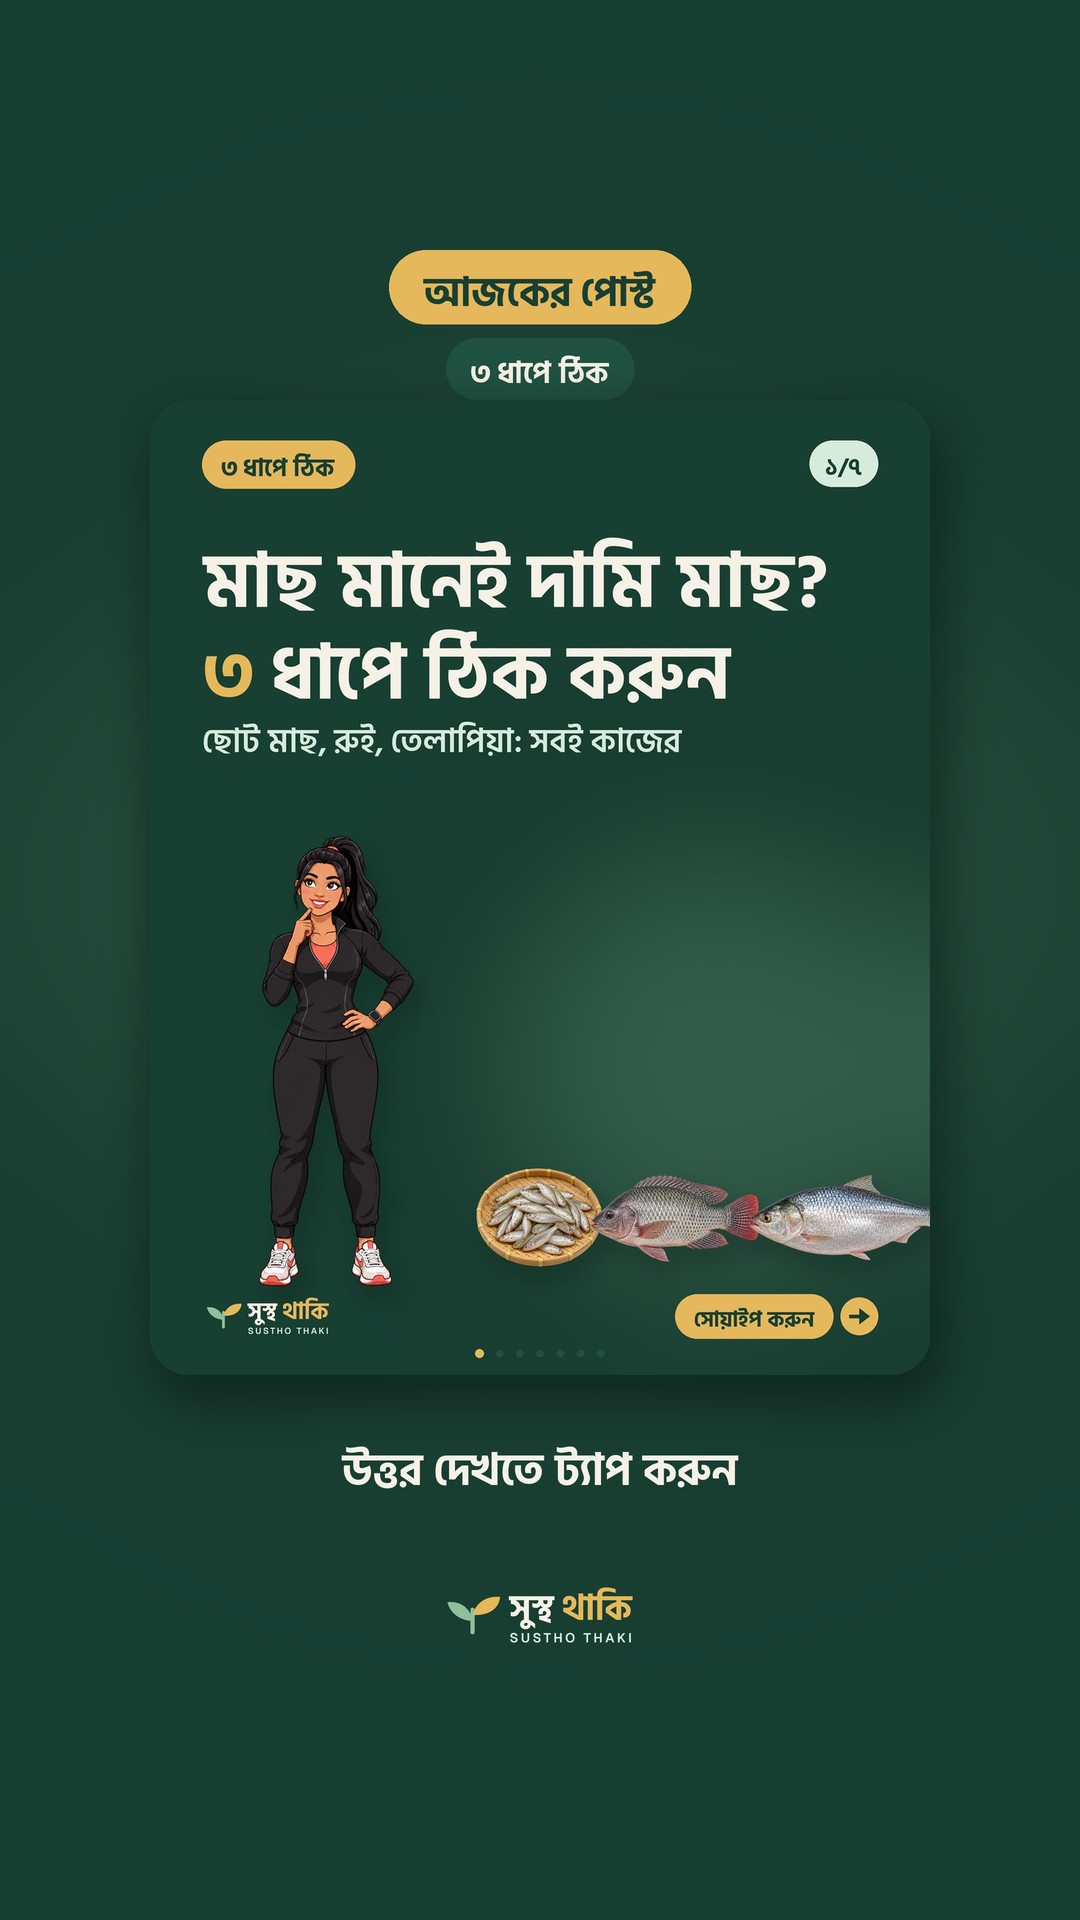 আজকের পোস্ট
৩ ধাপে ঠিক
৩ ধাপে ঠিক
১/৭
মাছ মানেই দামি মাছ?
৩ ধাপে ঠিক করুন
ছোট মাছ, রুই, তেলাপিয়া: সবই কাজের
সুস্থ থাকি
SUSTHO THAKI
সোয়াইপ করুন
উত্তর দেখতে ট্যাপ করুন
সুস্থ থাকি
SUSTHO THAKI